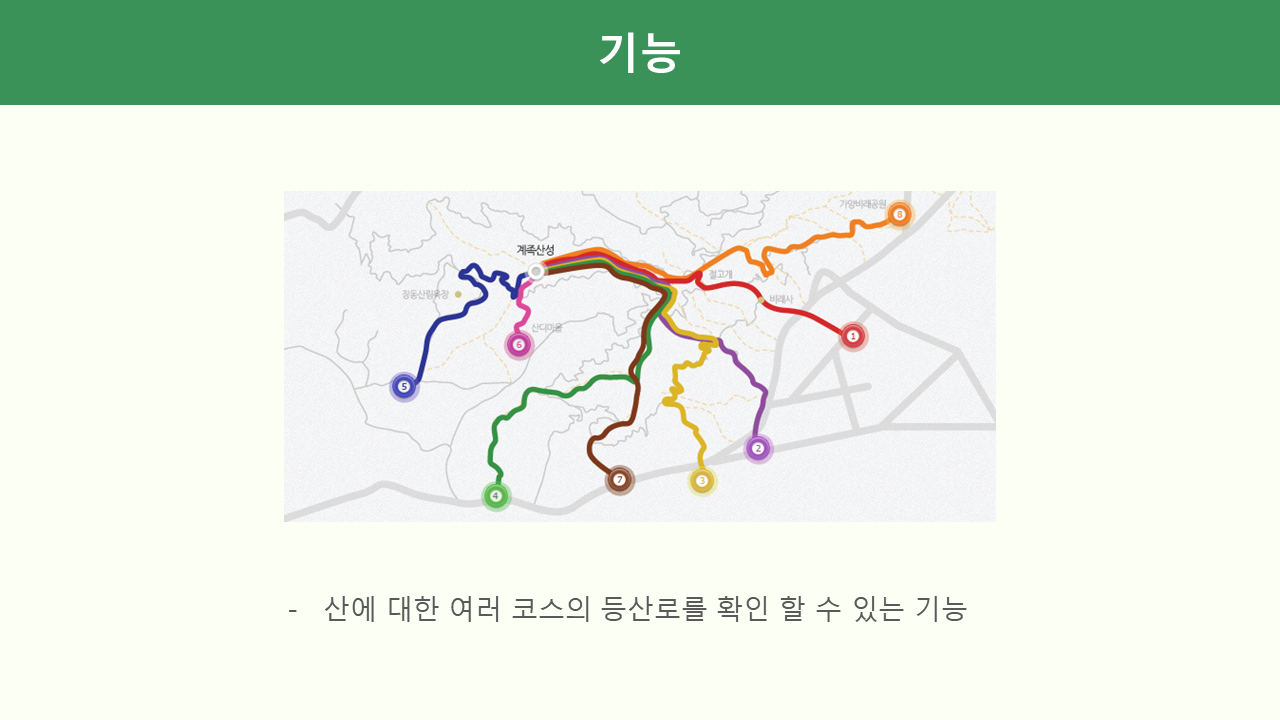 기능
가양비래공원
8
계족산성
절고개
장동산림욕장
비래사
산디마을
1
6
5
2
7
3
4
- 산에 대한 여러 코스의 등산로를 확인 할 수 있는 기능